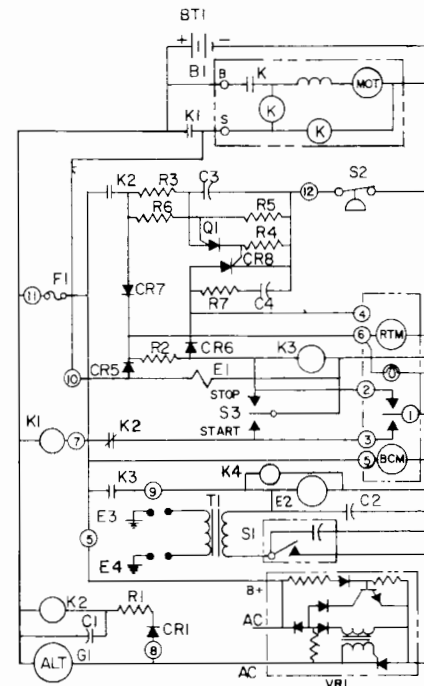 BT1
+ -
B1 B K MOT
K
K1 S K
K2 R3 C3 12 S2
R6 R5
Q1 R4
CR8
F1 CR7 R7 C4
11 4
6 RTM
R2 CR6 K3
CR5 E1
10 STOP 2
S3 1
K1 7 K2 START 3
5 BCM
K4
K3 9 E2
T1 C2
E3 S1
5
E4
B+
K2 R1
C1 CR1 AC
ALT G1 8 AC
VR1